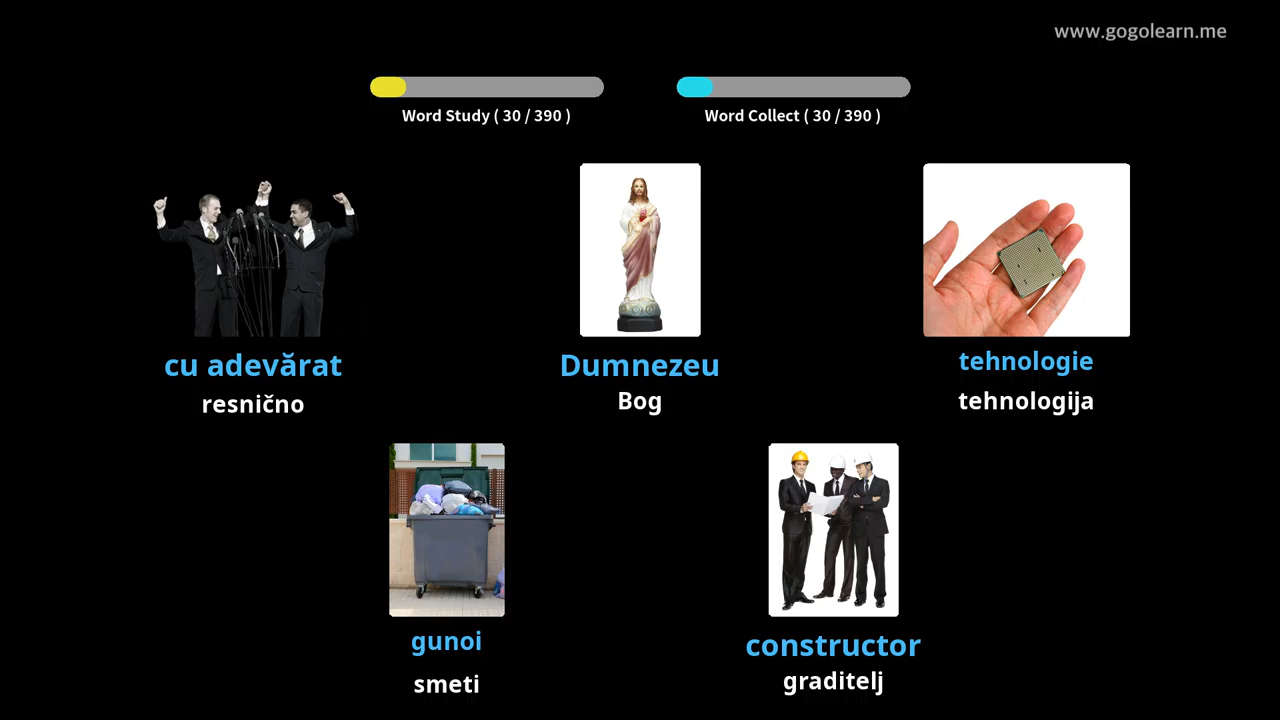 www.gogolearn.me
Word Study ( 30 / 390 )
Word Collect ( 30 / 390 )
cu adevărat
resnično
Dumnezeu
Bog
tehnologie
tehnologija
gunoi
smeti
constructor
graditelj